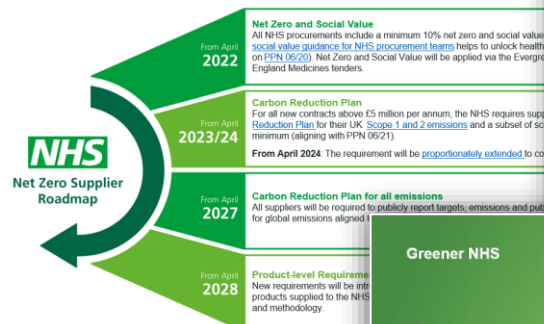 Net Zero and Social Value
All NHS procurements include a minimum 10% net zero and social value
social value guidance for NHS procurement teams helps to unlock health
on PPN 06/20). Net Zero and Social Value will be applied via the
England Medicines tenders.
From April
2022
Carbon Reduction Plan
For all new contracts above £5 million per annum, the NHS requires
Reduction Plan for their UK Scope 1 and 2 emissions and a subset of
minimum (aligning with PPN 06/21).
From April 2024: The requirement will be proportionately extended to
From April
2023/24
NHS
Net Zero Supplier
Roadmap
Carbon Reduction Plan for all emissions
All suppliers will be required to publicly report targets, emissions and
for global emissions aligned
From April
2027
Greener NHS
Product-level
New requirements will be
products supplied to the NHS
and methodology.
From April
2028